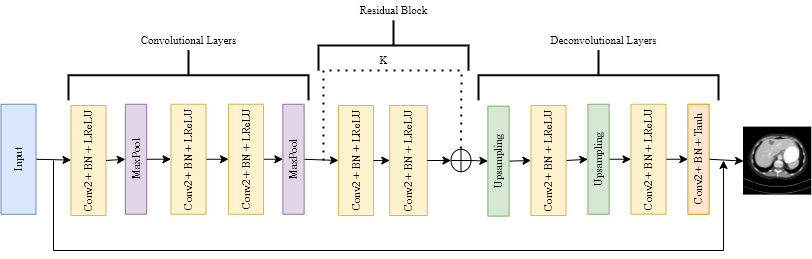 Residual Block
Convolutional Layers
Deconvolutional Layers
K
Input
Conv2 + BN + LReLU
MaxPool
Conv2 + BN + LReLU
Conv2 + BN + LReLU
MaxPool
Conv2 + BN + LReLU
Conv2 + BN + LReLU
Upsampling
Conv2 + BN + LReLU
Upsampling
Conv2 + BN + LReLU
Conv2 + BN + Tanh